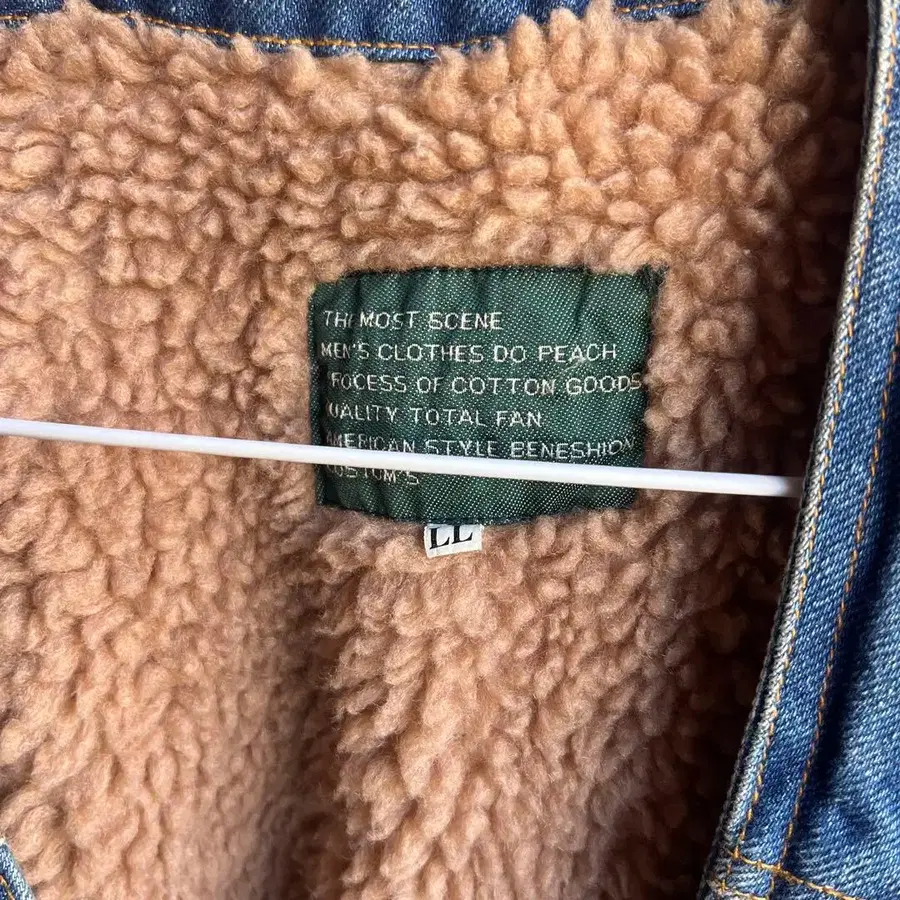 THE MOST SCENE
MEN'S CLOTHES DO PEACH
PROCESS OF COTTON GOODS
QUALITY TOTAL FAN
AMERICAN STYLE BENESHION
CUSTOM'S
LL